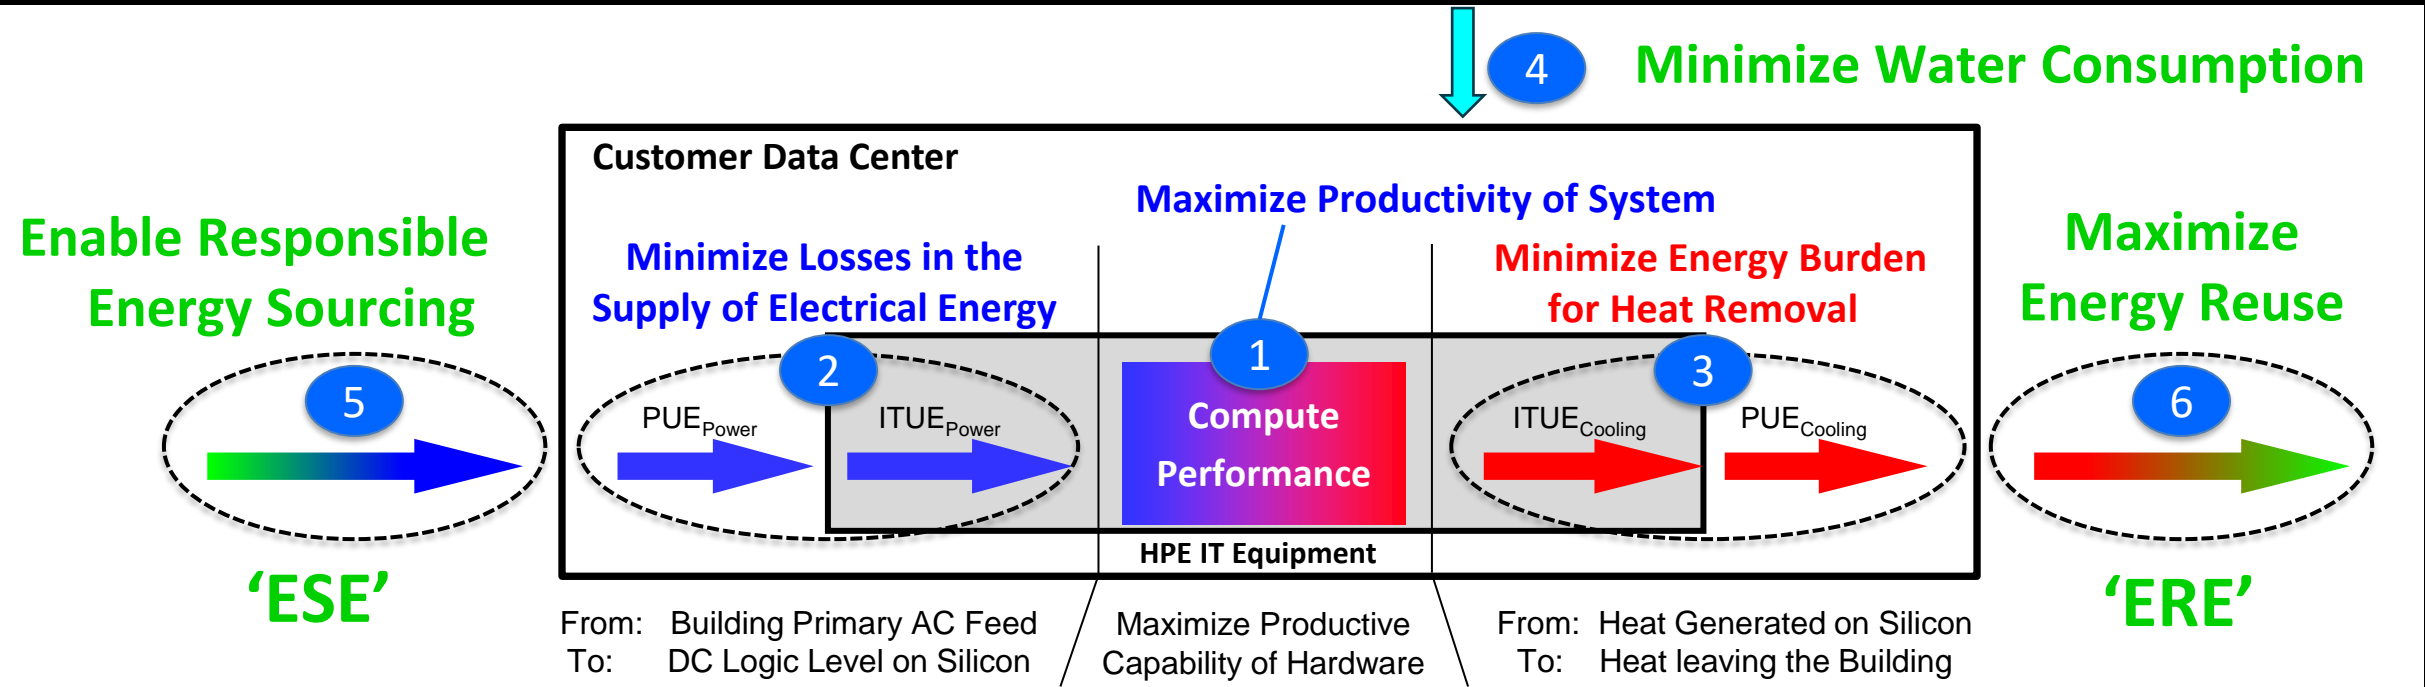 4
Minimize Water Consumption
Customer Data Center
Maximize Productivity of System
Enable Responsible
Energy Sourcing
Minimize Losses in the
Supply of Electrical Energy
Minimize Energy Burden
for Heat Removal
Maximize
Energy Reuse
5
2
1
3
6
PUEPower
ITUEPower
Compute
Performance
ITUECooling
PUECooling
HPE IT Equipment
‘ESE’
‘ERE’
From: Building Primary AC Feed
To: DC Logic Level on Silicon
Maximize Productive
Capability of Hardware
From: Heat Generated on Silicon
To: Heat leaving the Building